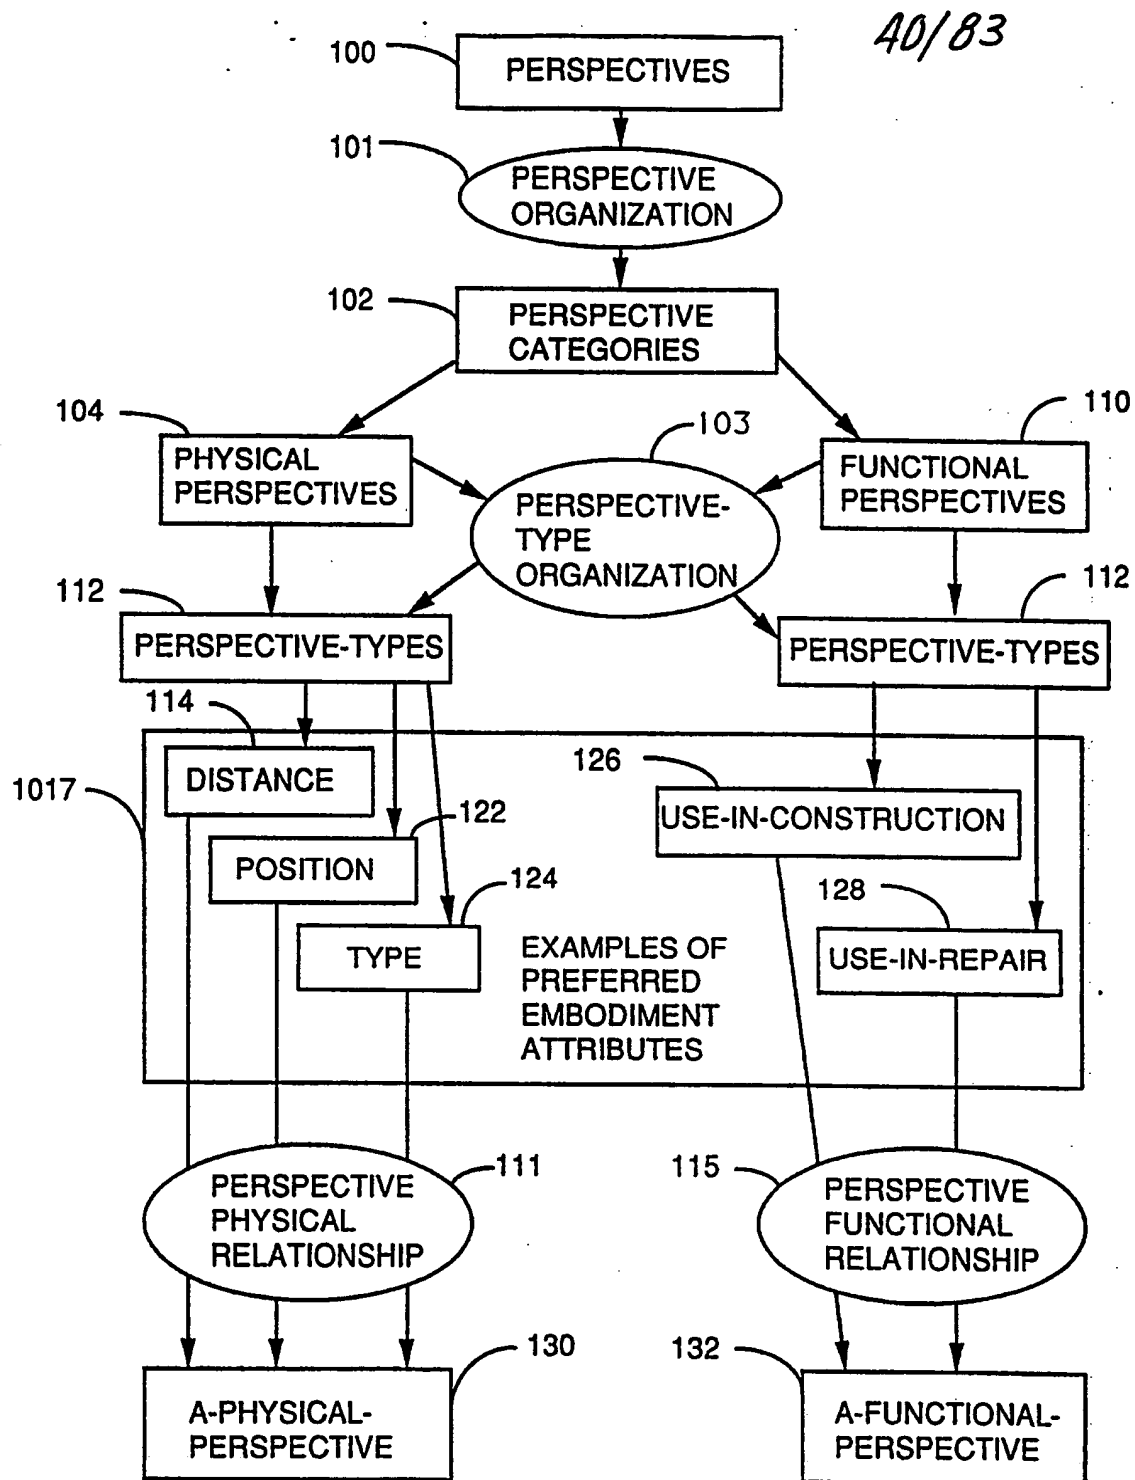 40/83
100
PERSPECTIVES
101
PERSPECTIVE
ORGANIZATION
102
PERSPECTIVE
CATEGORIES
104
103
110
PHYSICAL
PERSPECTIVES
PERSPECTIVE-
TYPE
ORGANIZATION
FUNCTIONAL
PERSPECTIVES
112
112
PERSPECTIVE-TYPES
PERSPECTIVE-TYPES
114
DISTANCE
1017
126
USE-IN-CONSTRUCTION
122
POSITION
124
TYPE
128
USE-IN-REPAIR
EXAMPLES OF
PREFERRED
EMBODIMENT
ATTRIBUTES
111
PERSPECTIVE
PHYSICAL
RELATIONSHIP
115
PERSPECTIVE
FUNCTIONAL
RELATIONSHIP
130
132
A-PHYSICAL-
PERSPECTIVE
A-FUNCTIONAL-
PERSPECTIVE